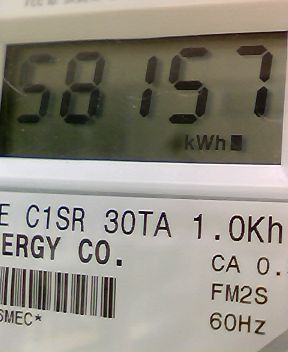 58157
kWh
E C1SR 30TA 1.0Kh
ERGY CO.
CA 0.
FM2S
60Hz
SMEC*